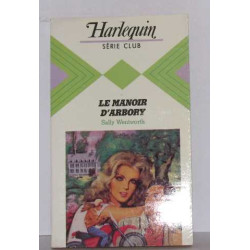 Harlequin
SÉRIE CLUB
LE MANOIR
D'ARBORY
Sally Wentworth